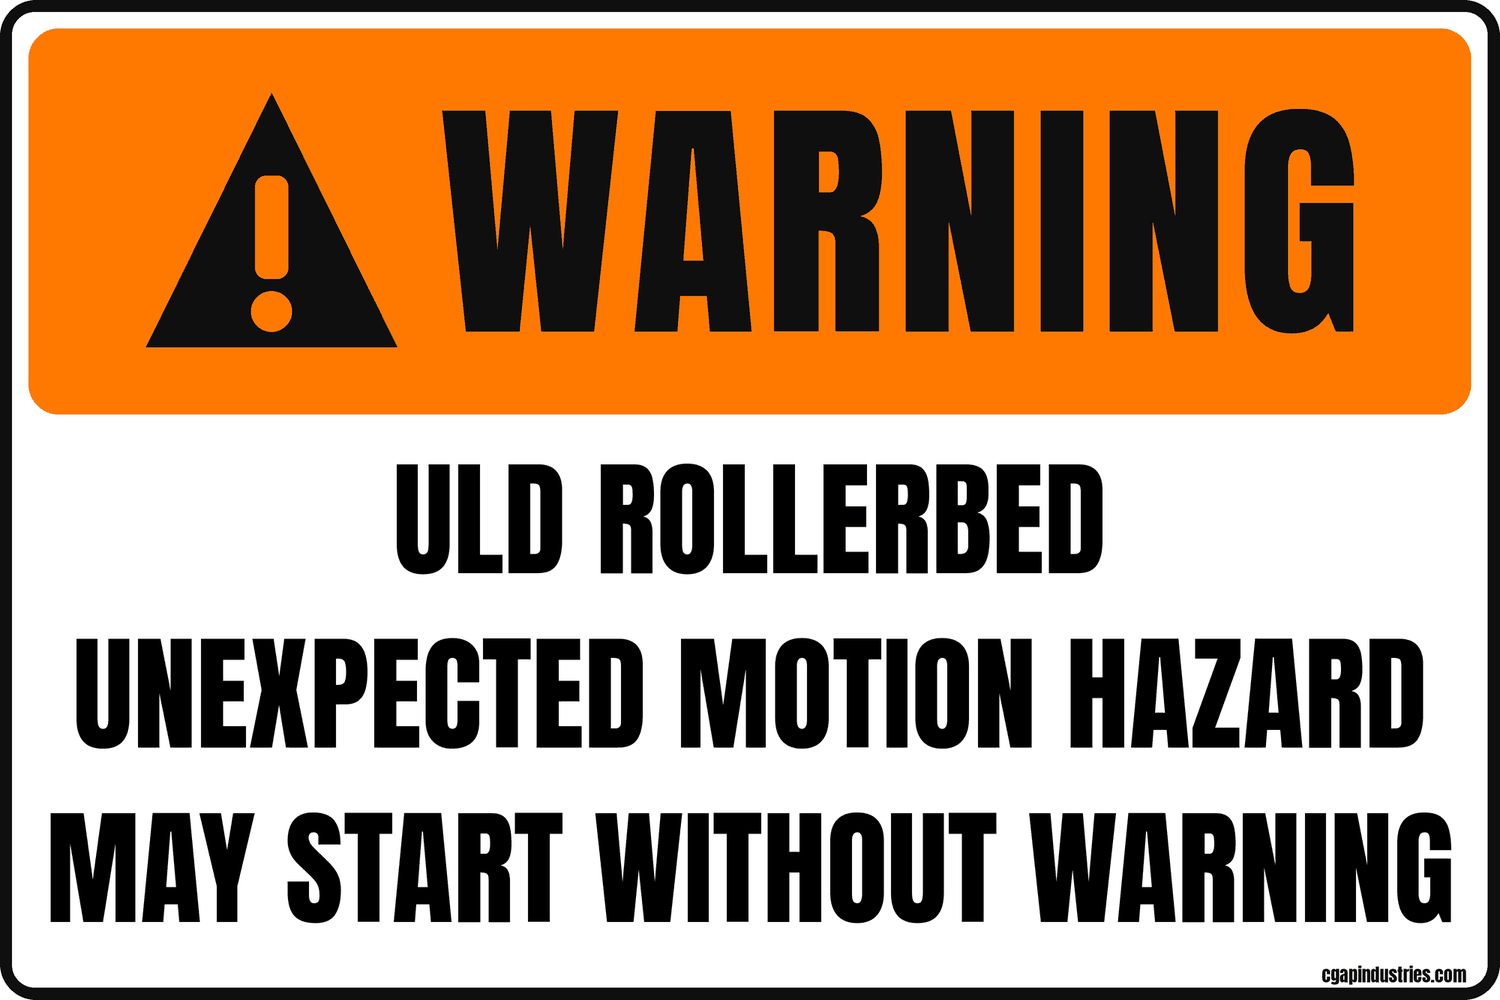 WARNING
ULD ROLLERBED
UNEXPECTED MOTION HAZARD
MAY START WITHOUT WARNING
cgapindustries.com